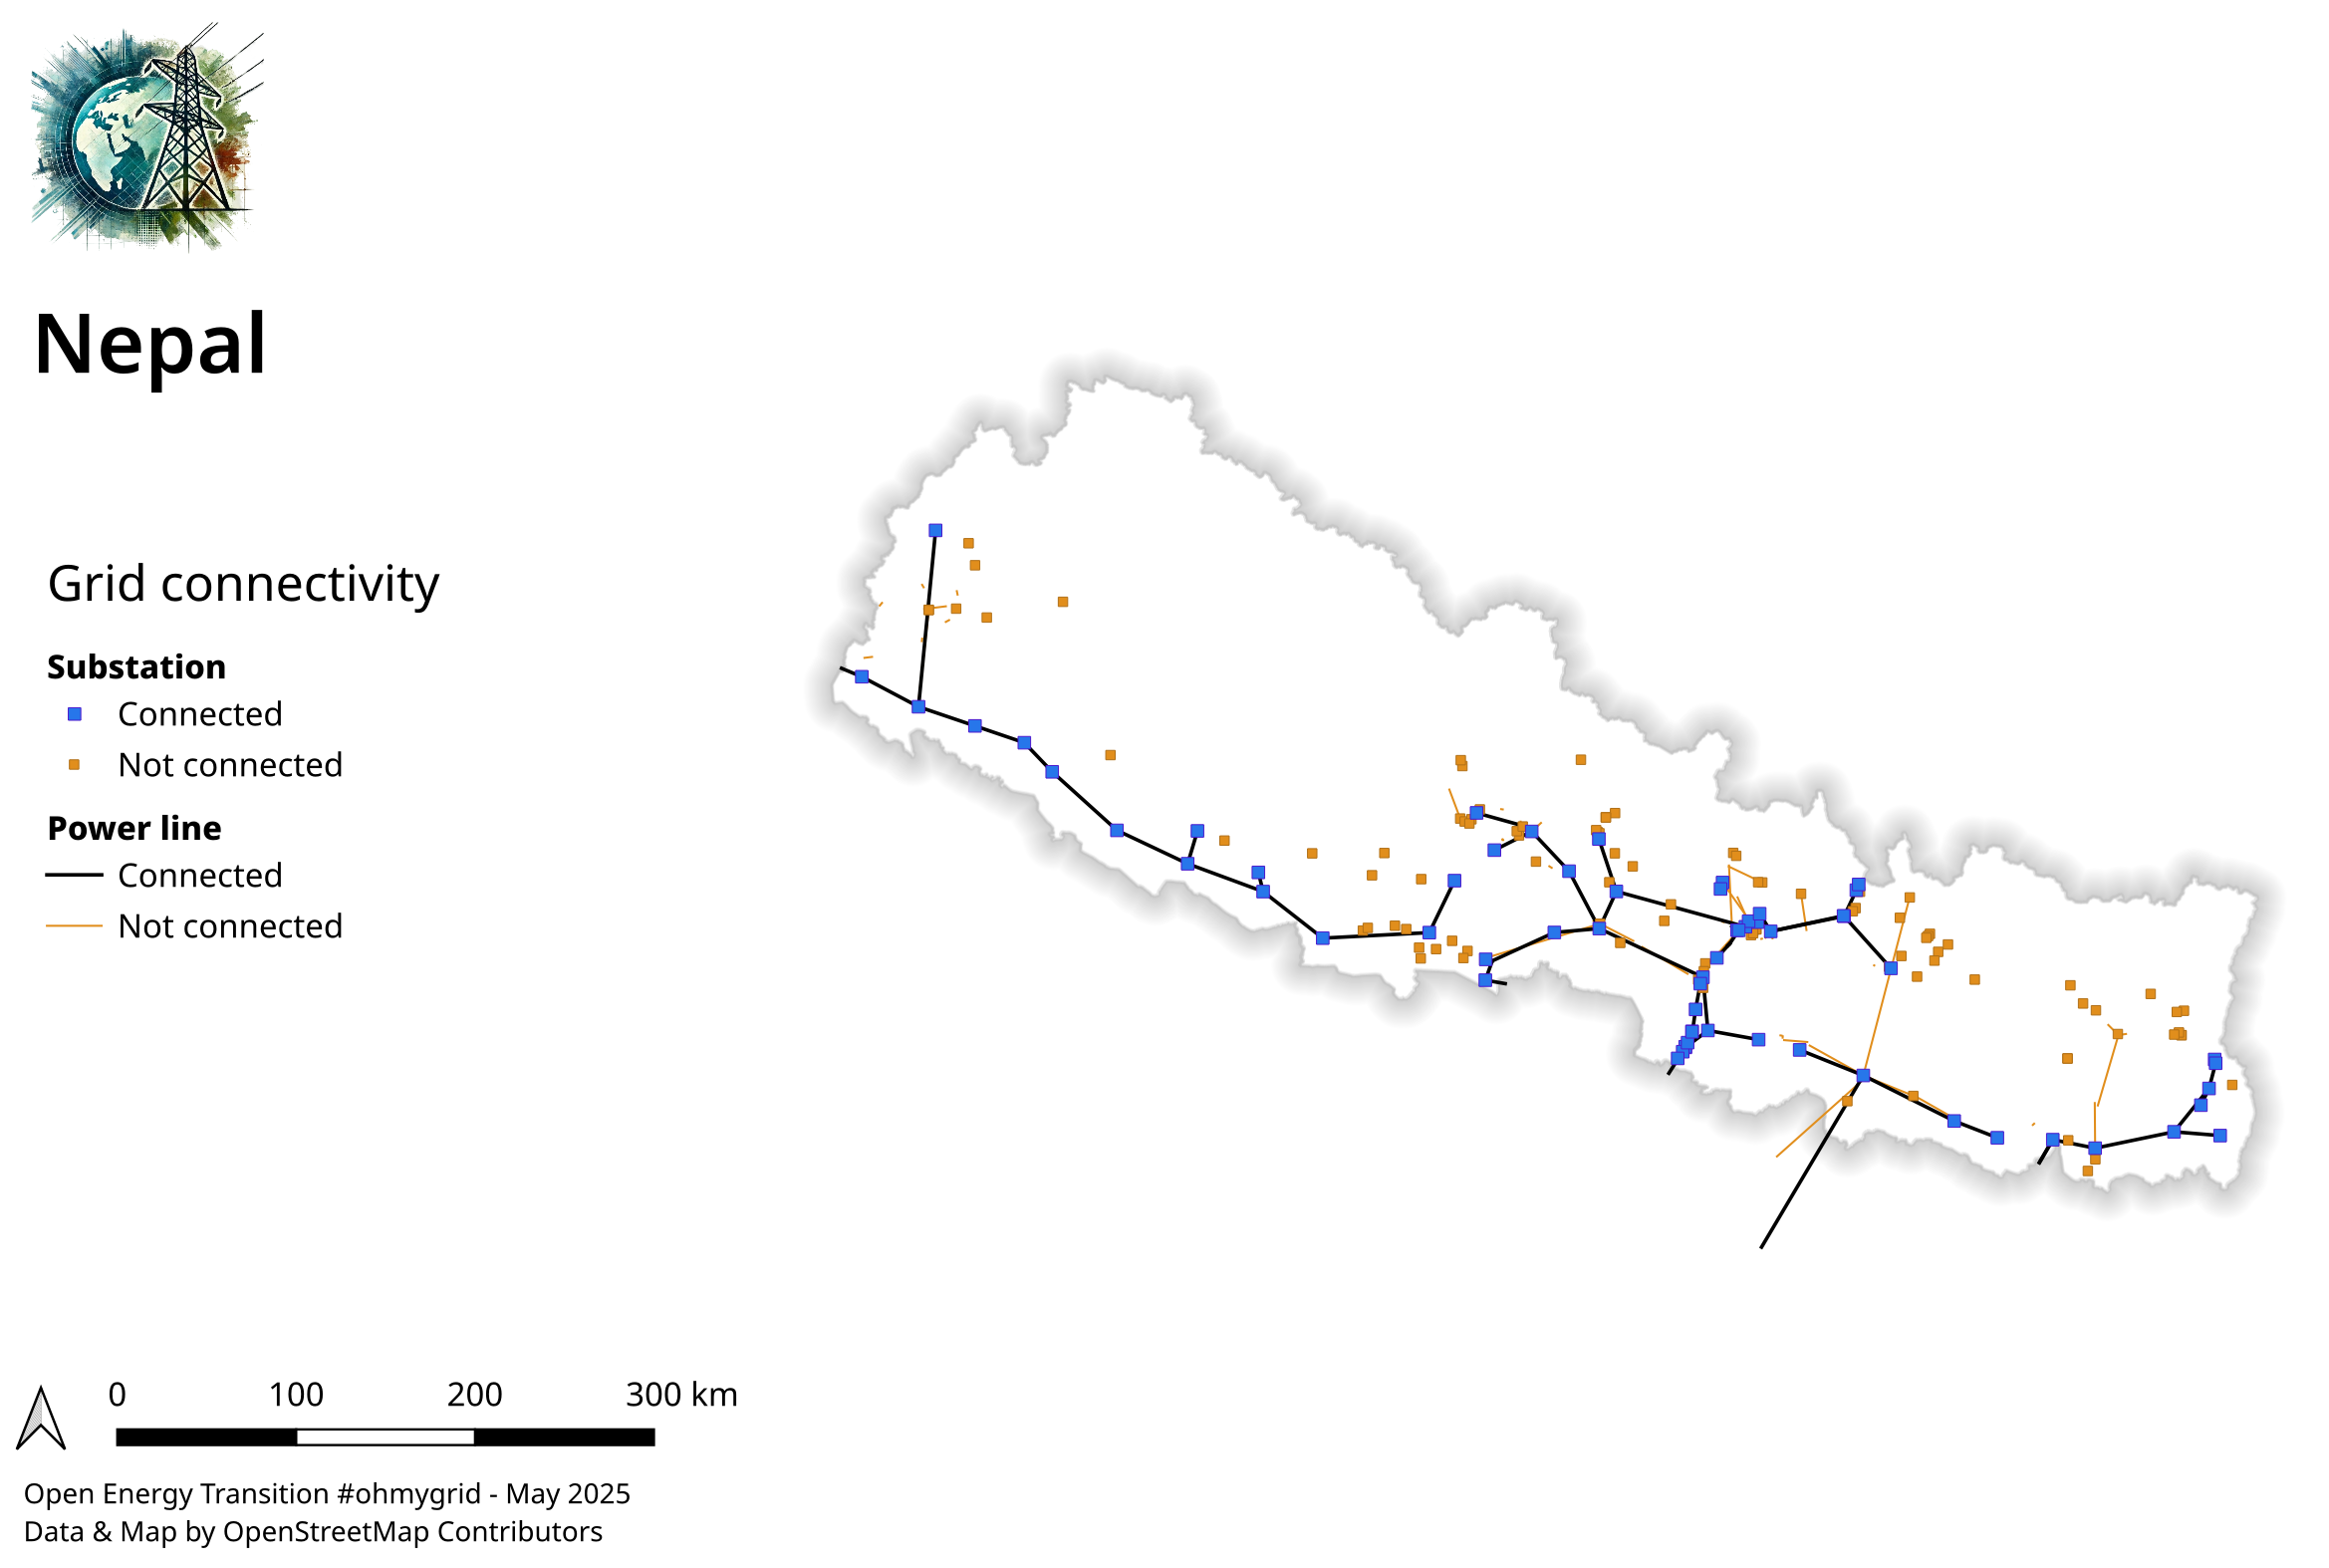 Nepal
Grid connectivity
Substation
Connected
Not connected
Power line
Connected
Not connected
0 100 200 300 km
Open Energy Transition #ohmygrid - May 2025
Data & Map by OpenStreetMap Contributors